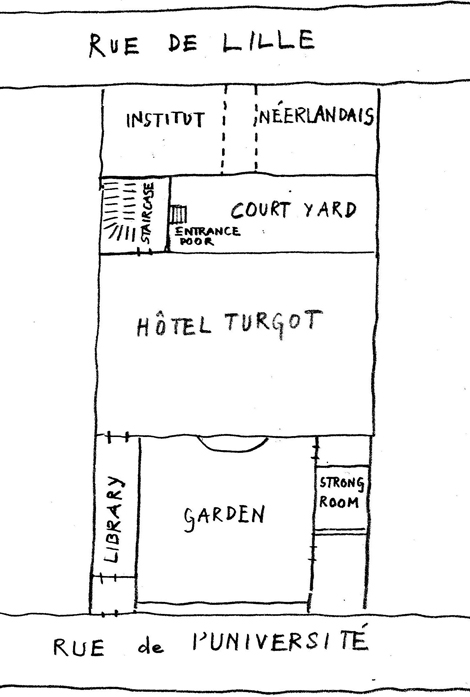 RUE DE LILLE
INSTITUT NÉERLANDAIS
STAIRCASE
COURT YARD
ENTRANCE
DOOR
HÔTEL TURGOT
LIBRARY
GARDEN
STRONG
ROOM
RUE de l'UNIVERSITÉ